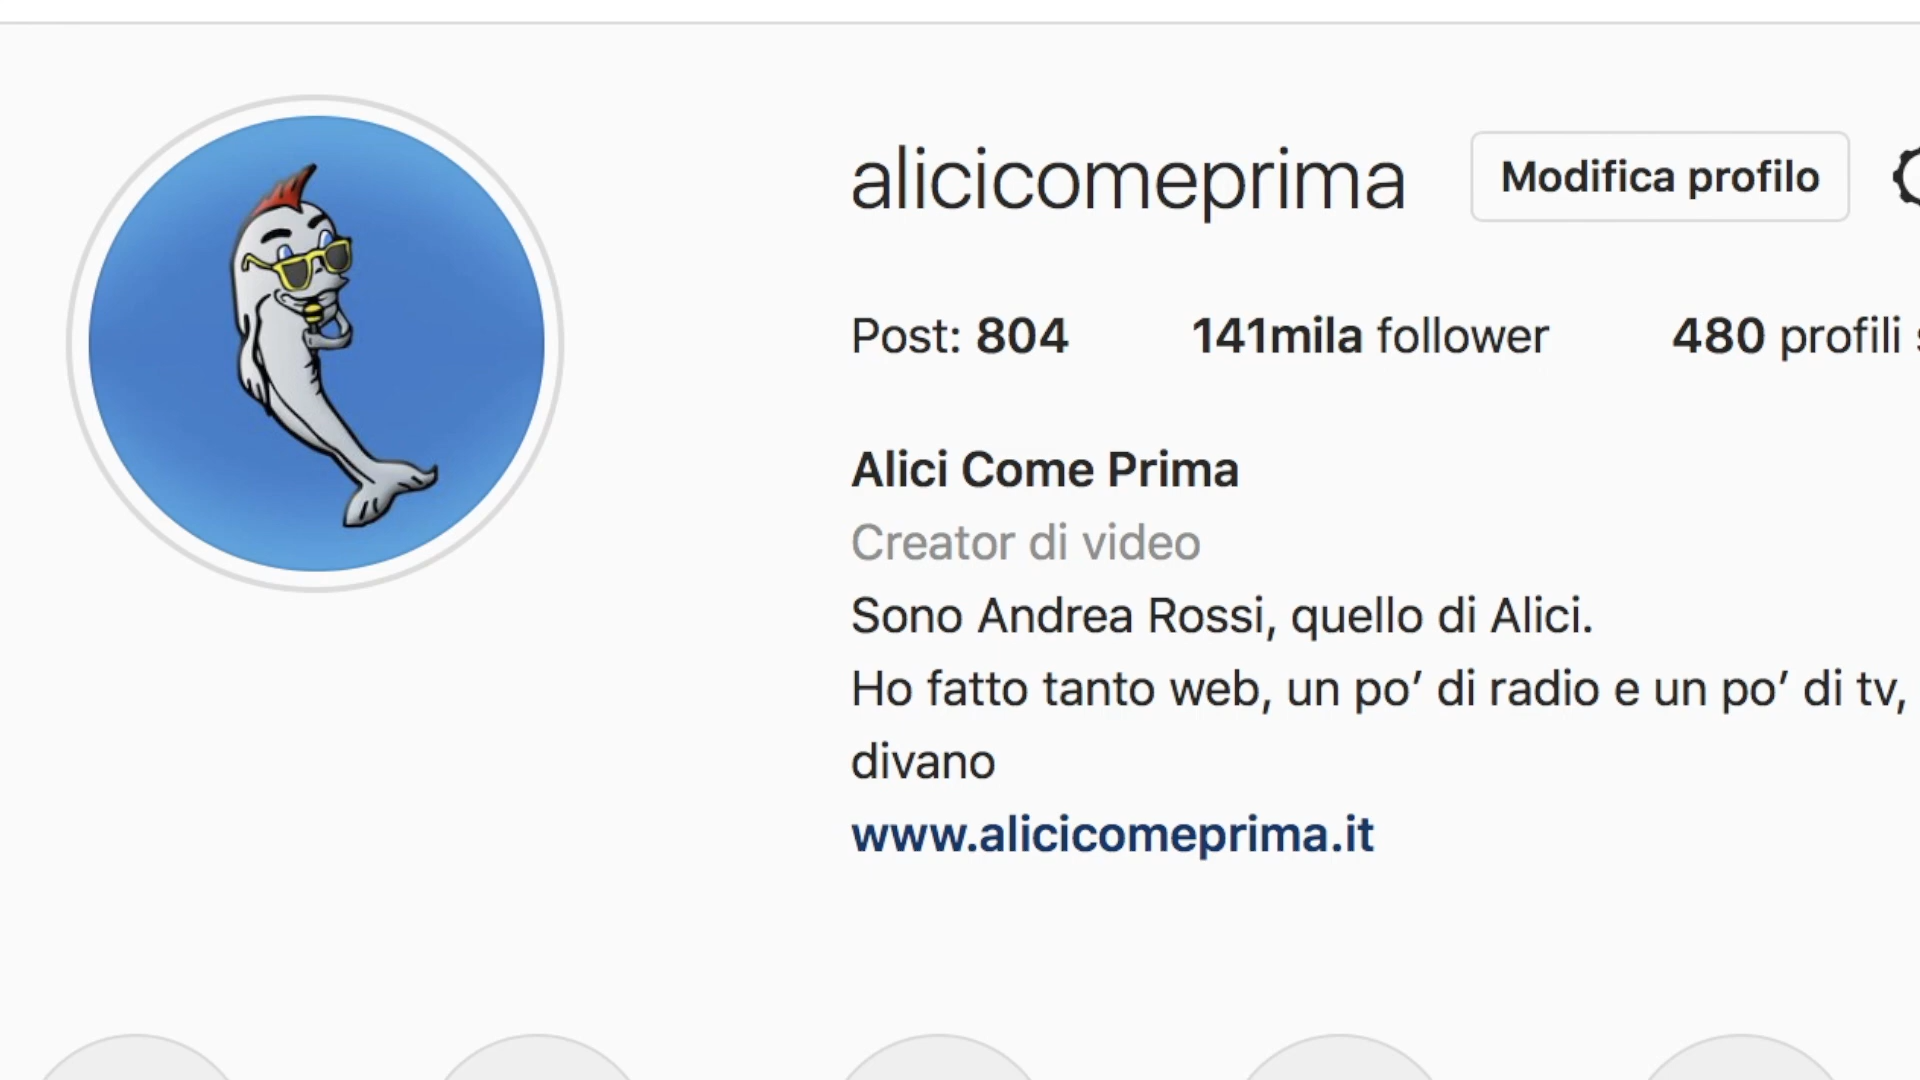 alicicomeprima Modifica profilo
Post: 804 141mila follower 480 profili
Alici Come Prima
Creator di video
Sono Andrea Rossi, quello di Alici.
Ho fatto tanto web, un po’ di radio e un po’ di tv,
divano
www.alicicomeprima.it